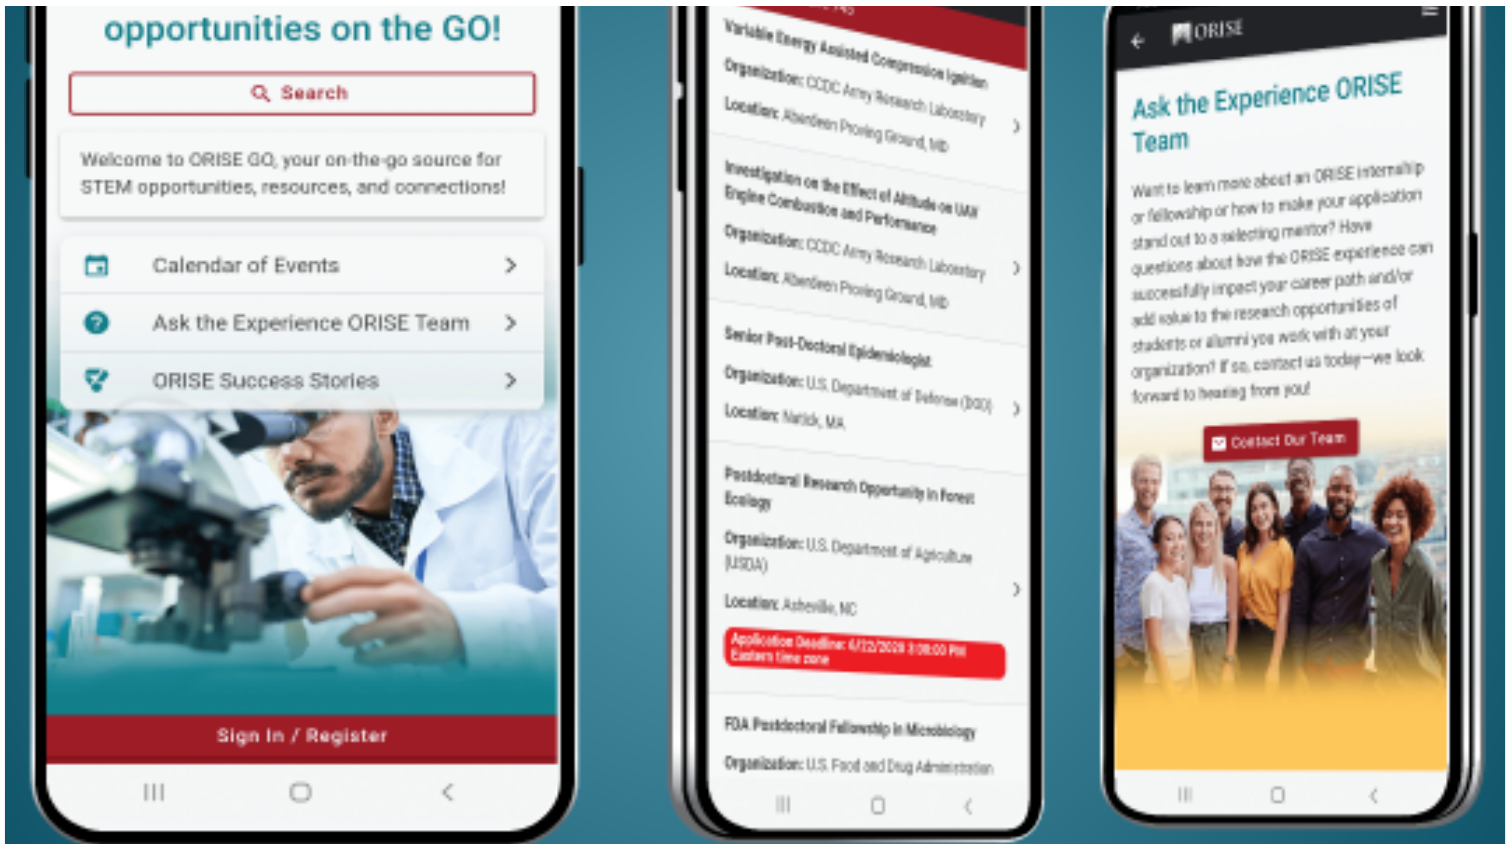 opportunities on the GO!
Search
Welcome to ORISE GO, your on-the-go source for
STEM opportunities, resources, and connections!
Calendar of Events
Ask the Experience ORISE Team
ORISE Success Stories
Sign In / Register
Variable Energy Assisted Compression Ignition
Organization: CCDC Army Research Laboratory
Location: Aberdeen Proving Ground, MD
Investigation on the Effect of Altitude on UAV
Engine Combustion and Performance
Organization: CCDC Army Research Laboratory
Location: Aberdeen Proving Ground, MD
Senior Post-Doctoral Epidemiologist
Organization: U.S. Department of Defense (DOD)
Location: Natick, MA
Postdoctoral Research Opportunity in Forest
Ecology
Organization: U.S. Department of Agriculture
(USDA)
Location: Asheville, NC
Application Deadline: 6/22/2020 3:00:00 PM
Eastern time zone
FDA Postdoctoral Fellowship in Microbiology
Organization: U.S. Food and Drug Administration
ORISE
Ask the Experience ORISE
Team
Want to learn more about an ORISE internship
or fellowship or how to make your application
stand out to a selecting mentor? Have
questions about how the ORISE experience can
successfully impact your career path and/or
add value to the research opportunities of
students or alumni you work with at your
organization? If so, contact us today—we look
forward to hearing from you!
Contact Our Team